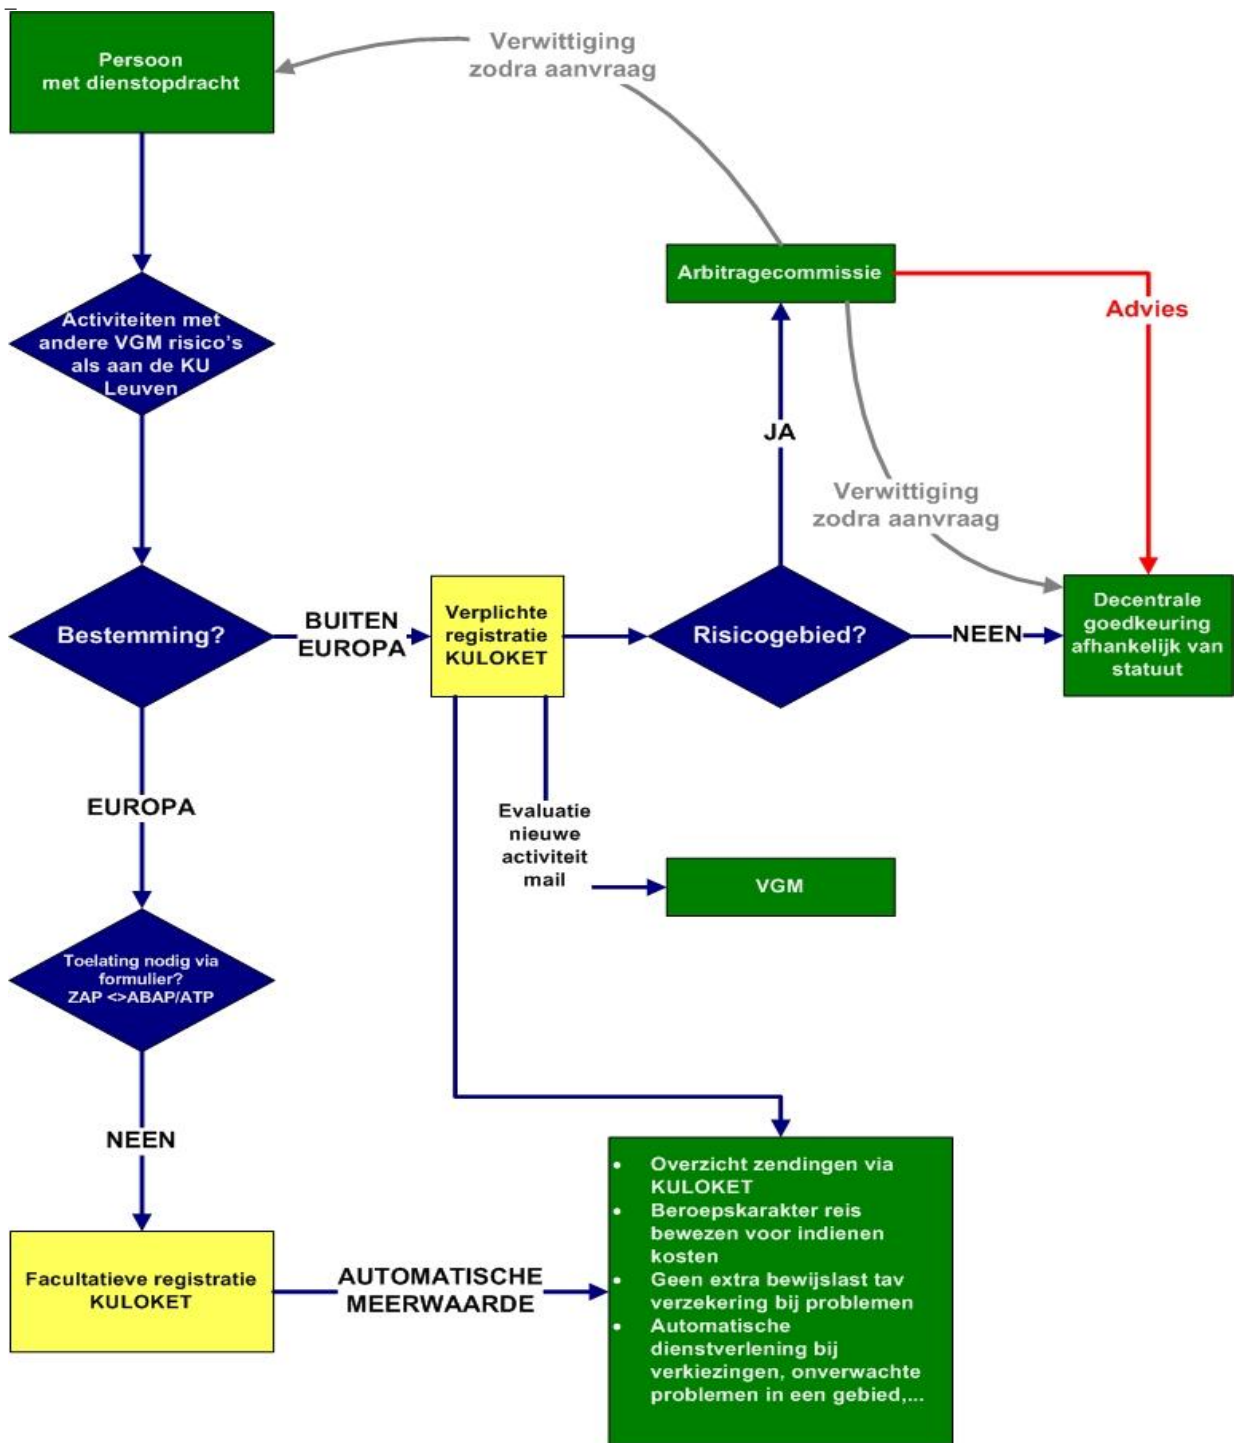 Persoon
met dienstopdracht
Verwittiging
zodra aanvraag
Arbitragecommissie
Advies
Activiteiten met
andere VGM risico's
als aan de KU
Leuven
JA
Verwittiging
zodra aanvraag
Bestemming?
BUITEN
EUROPA
Verplichte
registratie
KULOKET
Risicogebied?
NEEN
Decentrale
goedkeuring
afhankelijk van
statuut
EUROPA
Evaluatie
nieuwe
activiteit
mail
VGM
Toelating nodig via
formulier?
ZAP <>ABAP/ATP
NEEN
Facultatieve registratie
KULOKET
AUTOMATISCHE
MEERWAARDE
• Overzicht zendingen via
KULOKET
• Beroepskarakter reis
bewezen voor indienen
kosten
• Geen extra bewijslast tav
verzekering bij problemen
• Automatische
dienstverlening bij
verkiezingen, onverwachte
problemen in een gebied,...